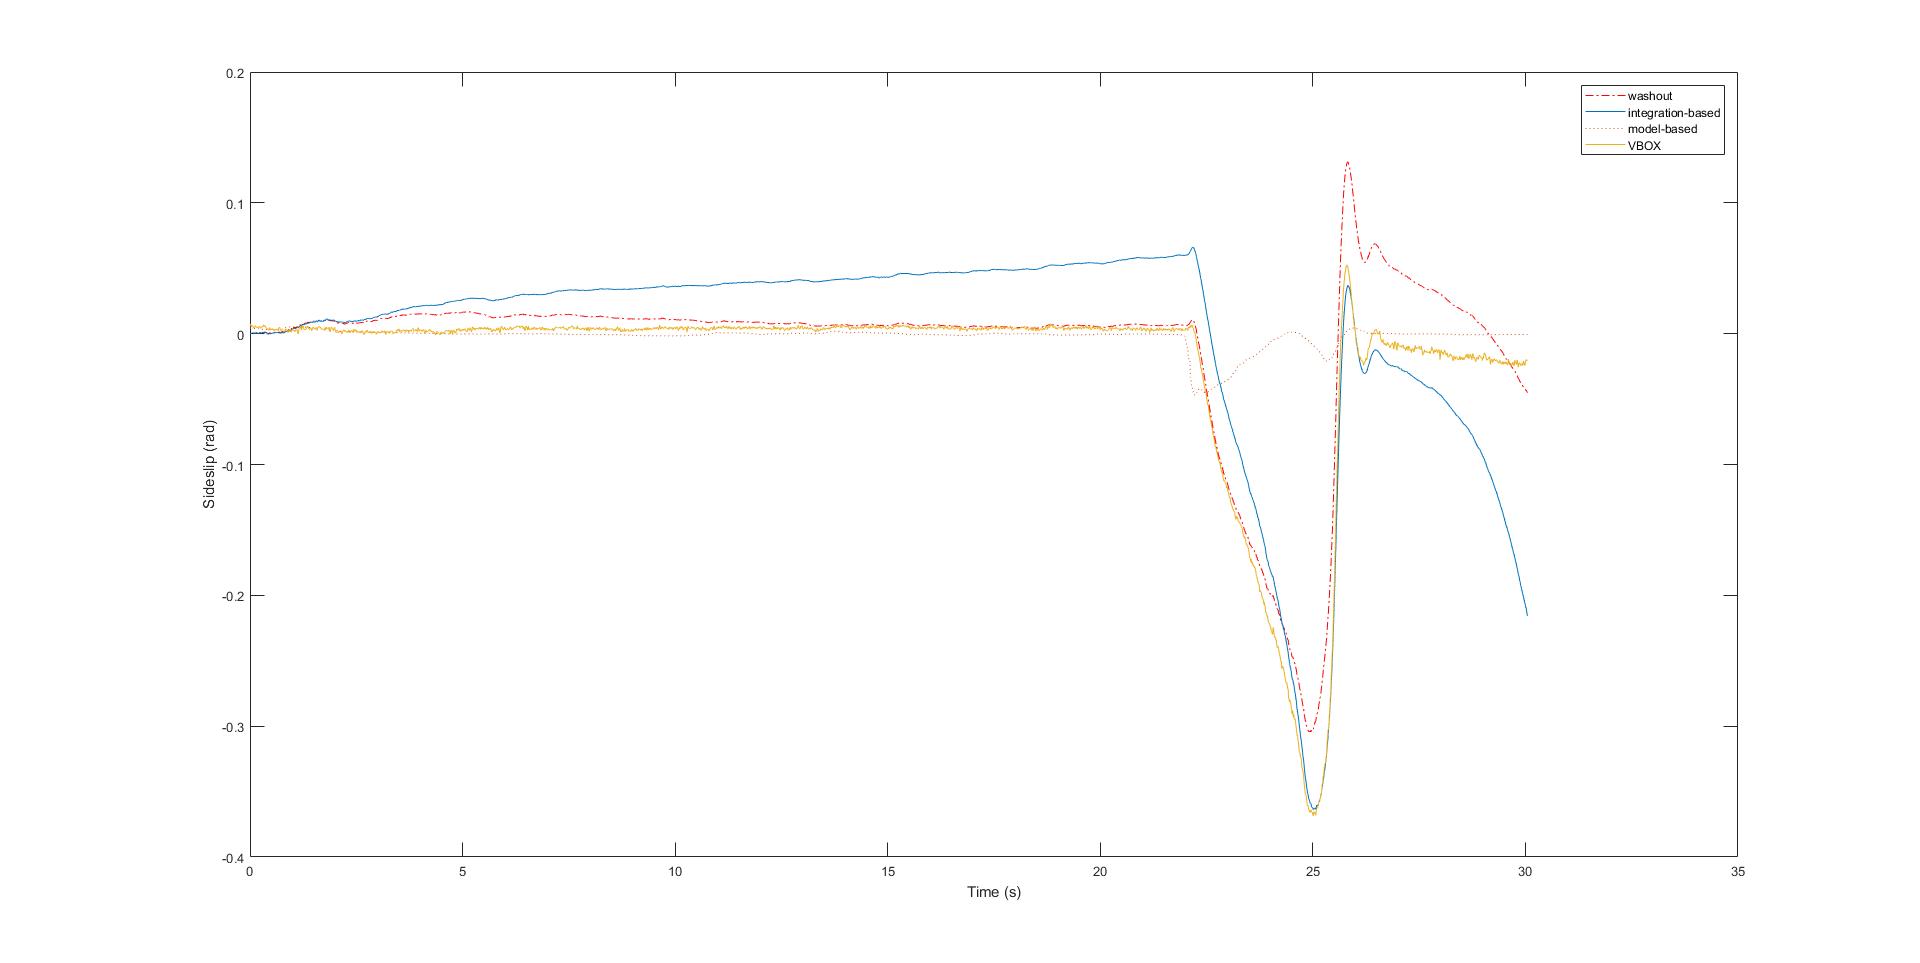 0.2
0.1
0
-0.1
-0.2
-0.3
-0.4
Sideslip (rad)
washout
integration-based
model-based
VBOX
0 5 10 15 20 25 30 35
Time (s)